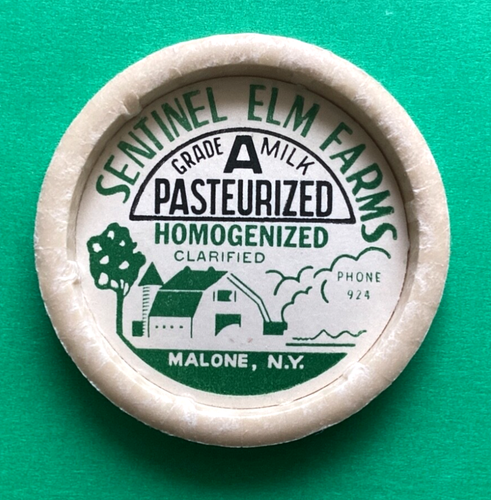 SENTINEL ELM FARMS
GRADE A MILK
PASTEURIZED
HOMOGENIZED
CLARIFIED
PHONE
924
MALONE, N.Y.